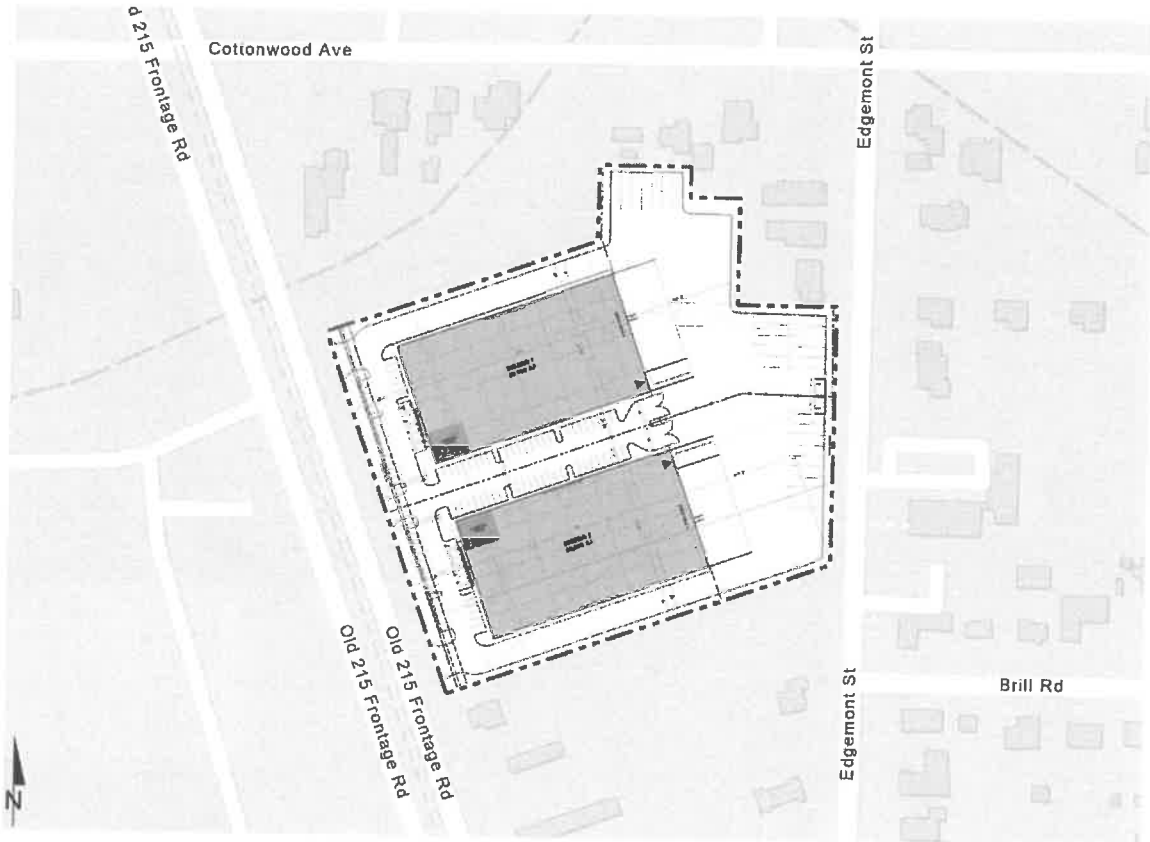 d 215 Frontage Rd
Cottonwood Ave
Edgemont St
Old 215 Frontage Rd
Old 215 Frontage Rd
Edgemont St
Brill Rd
N